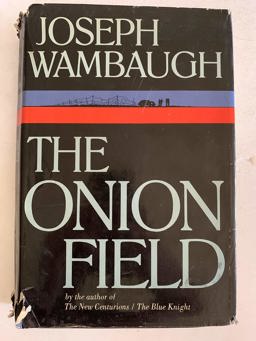 JOSEPH
WAMBAUGH
THE
ONION
FIELD
by the author of
The New Centurions / The Blue Knight